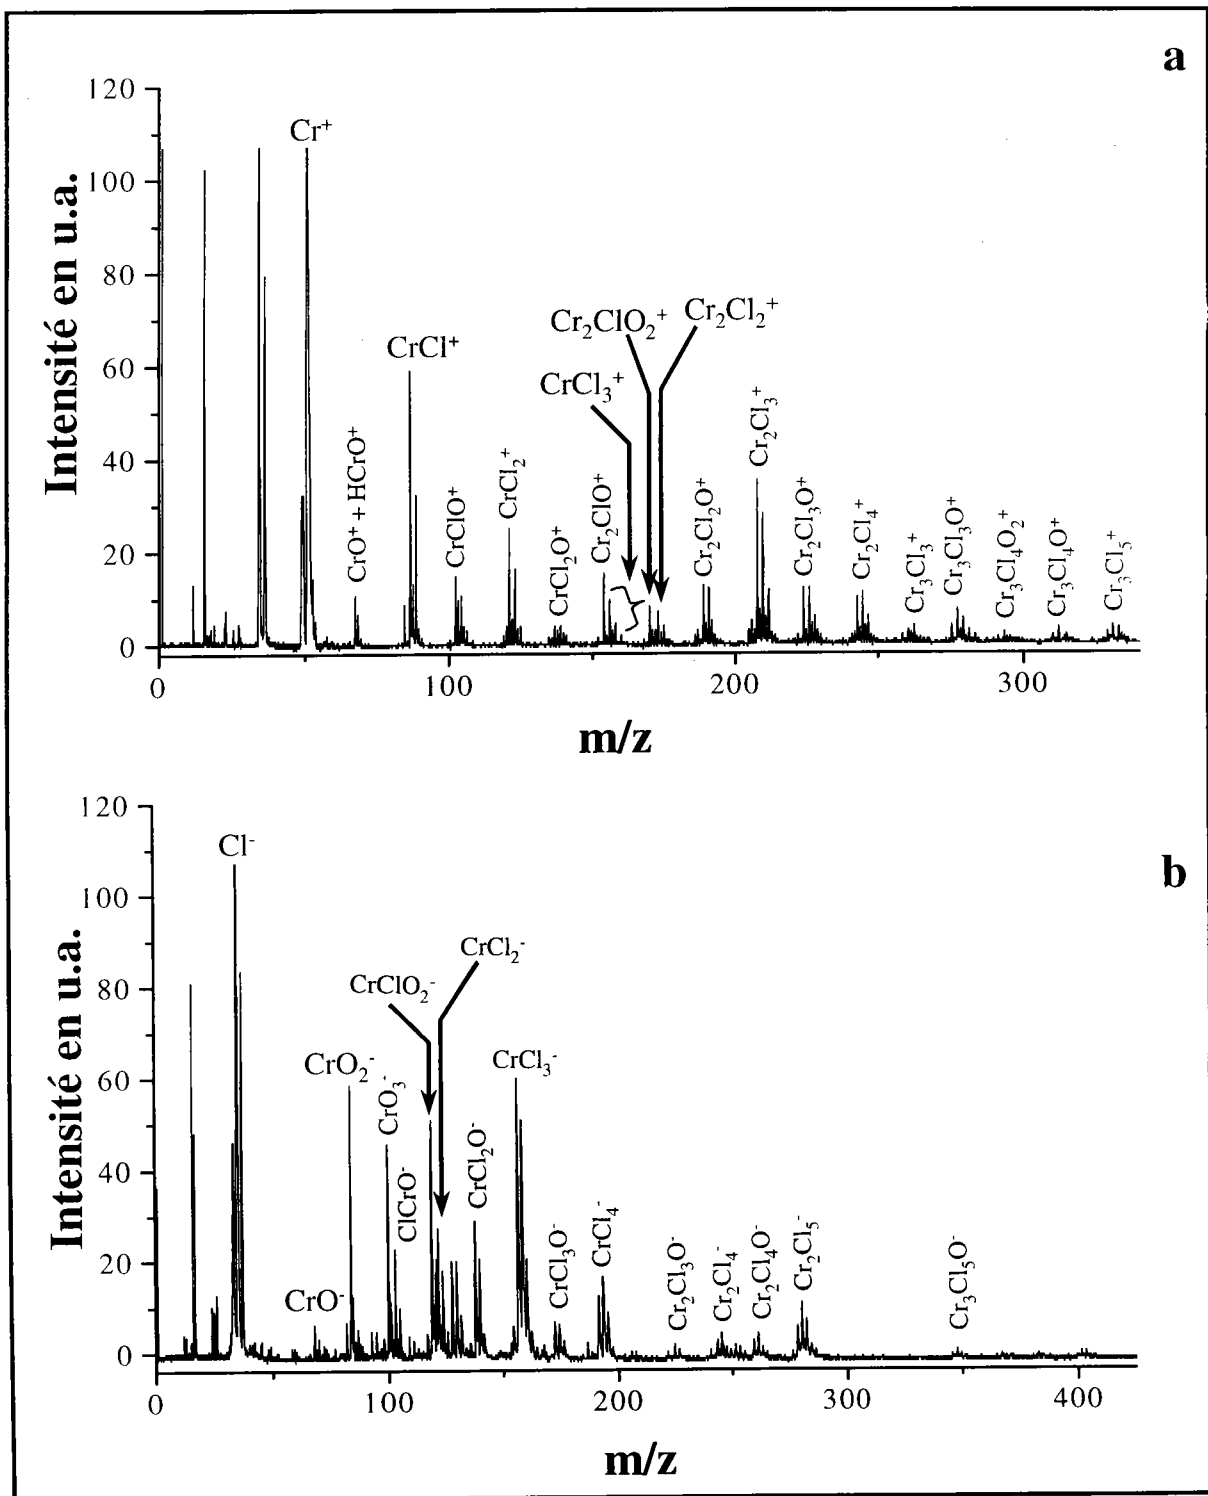 a
Intensité en u.a.
120
100
80
60
40
20
0
Cr⁺
CrO⁺ + HCrO⁺
CrCl⁺
CrClO⁺
CrCl₂⁺
CrCl₂O⁺
Cr₂ClO⁺
CrCl₃⁺
Cr₂ClO₂⁺
Cr₂Cl₂⁺
Cr₂Cl₂O⁺
Cr₂Cl₃⁺
Cr₂Cl₃O⁺
Cr₂Cl₄⁺
Cr₃Cl₃⁺
Cr₃Cl₃O⁺
Cr₃Cl₄O₂⁺
Cr₃Cl₄O⁺
Cr₃Cl₅⁺
0 100 200 300
m/z
b
Intensité en u.a.
120
100
80
60
40
20
0
Cl⁻
CrO⁻
CrO₂⁻
CrO₃⁻
ClCrO⁻
CrClO₂⁻
CrCl₂⁻
CrCl₂O⁻
CrCl₃⁻
CrCl₃O⁻
CrCl₄⁻
Cr₂Cl₃O⁻
Cr₂Cl₄⁻
Cr₂Cl₄O⁻
Cr₂Cl₅⁻
Cr₃Cl₅O⁻
0 100 200 300 400
m/z